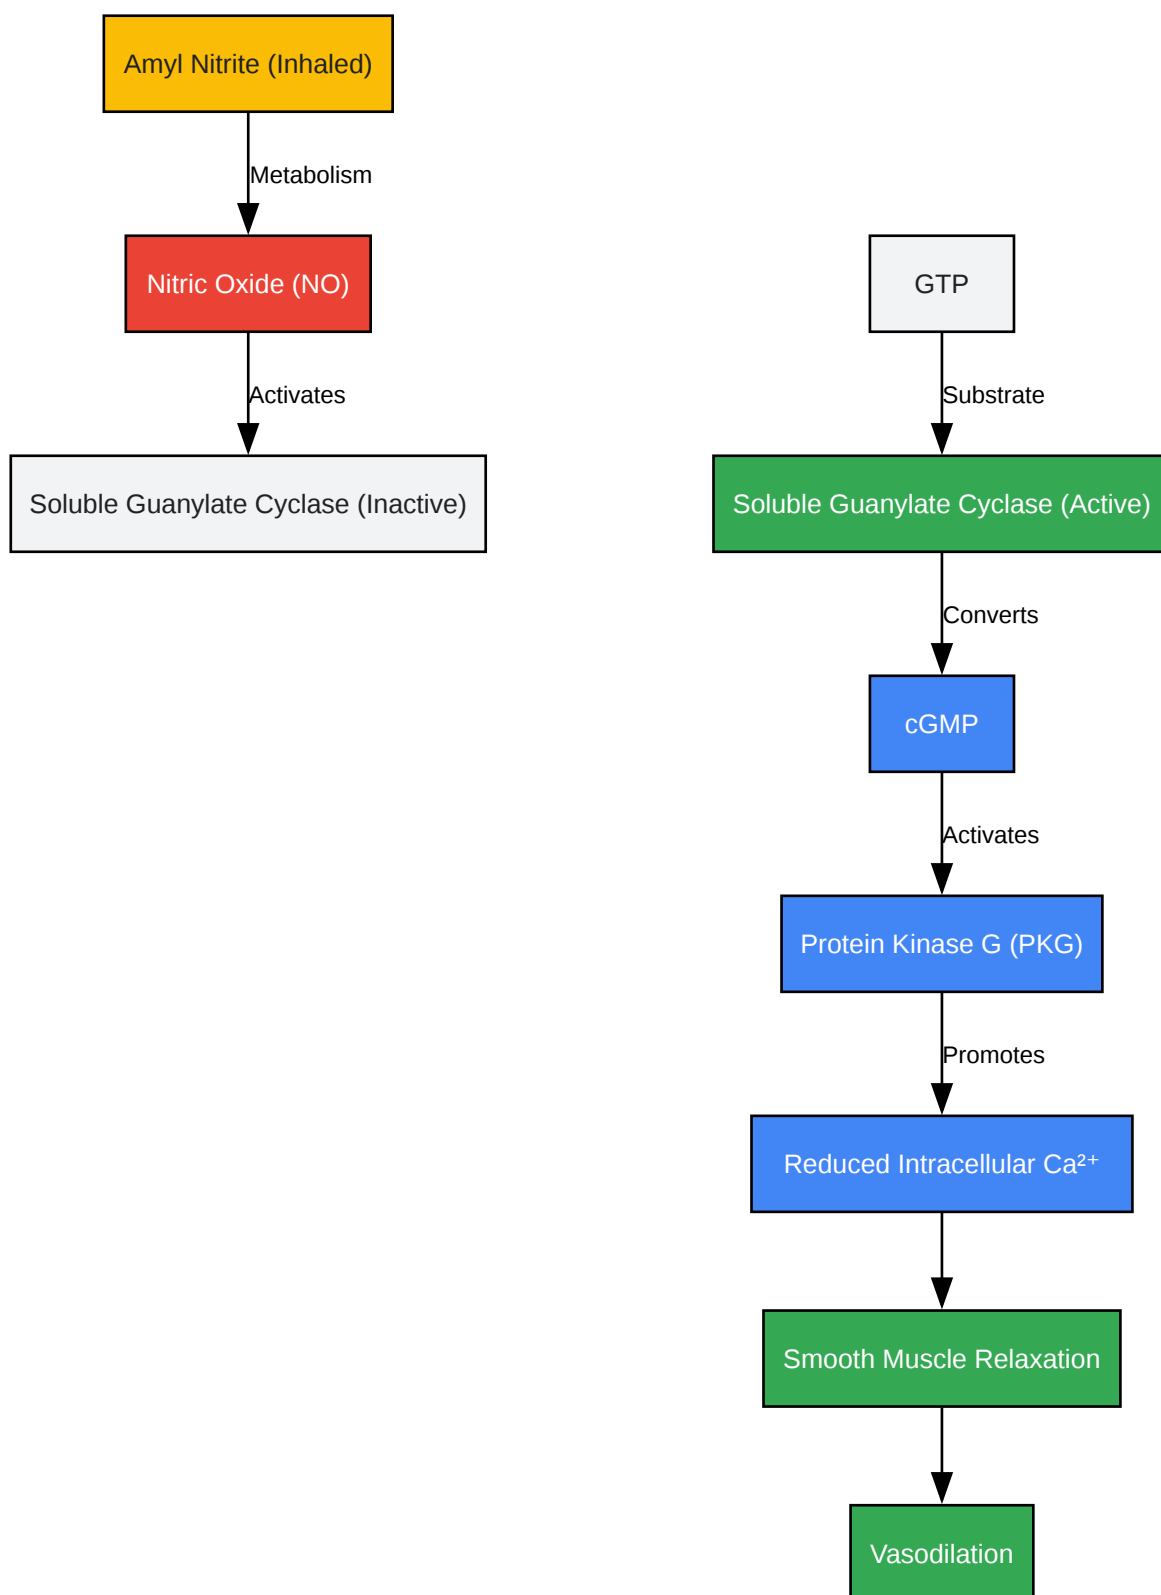 Amyl Nitrite (Inhaled)
Metabolism
Nitric Oxide (NO)
Activates
Soluble Guanylate Cyclase (Inactive)
GTP
Substrate
Soluble Guanylate Cyclase (Active)
Converts
cGMP
Activates
Protein Kinase G (PKG)
Promotes
Reduced Intracellular Ca²⁺
Smooth Muscle Relaxation
Vasodilation